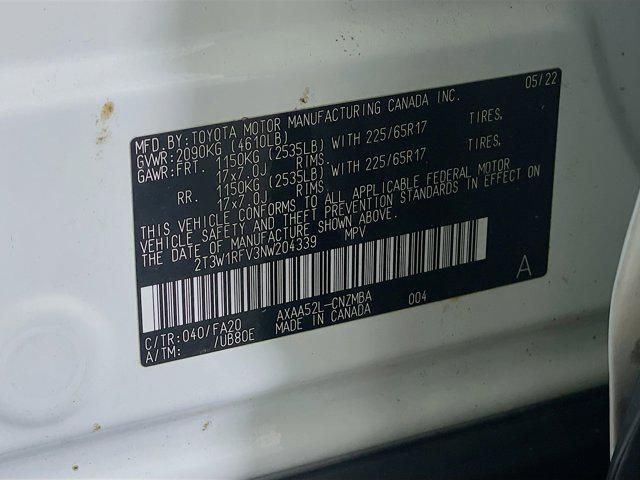 05/22
MFD.BY:TOYOTA MOTOR MANUFACTURING CANADA INC.
GVWR:2090KG (4610LB)
GAWR:FRT. 1150KG (2535LB) WITH 225/65R17 TIRES,
17x7.0J RIMS.
RR. 1150KG (2535LB) WITH 225/65R17 TIRES,
17x7.0J RIMS
THIS VEHICLE CONFORMS TO ALL APPLICABLE FEDERAL MOTOR
VEHICLE SAFETY AND THEFT PREVENTION STANDARDS IN EFFECT ON
THE DATE OF MANUFACTURE SHOWN ABOVE.
2T3W1RFV3NW204339 MPV
A
C/TR:040/FA20 AXAA52L-CNZMBA 004
A/TM: /UB80E MADE IN CANADA